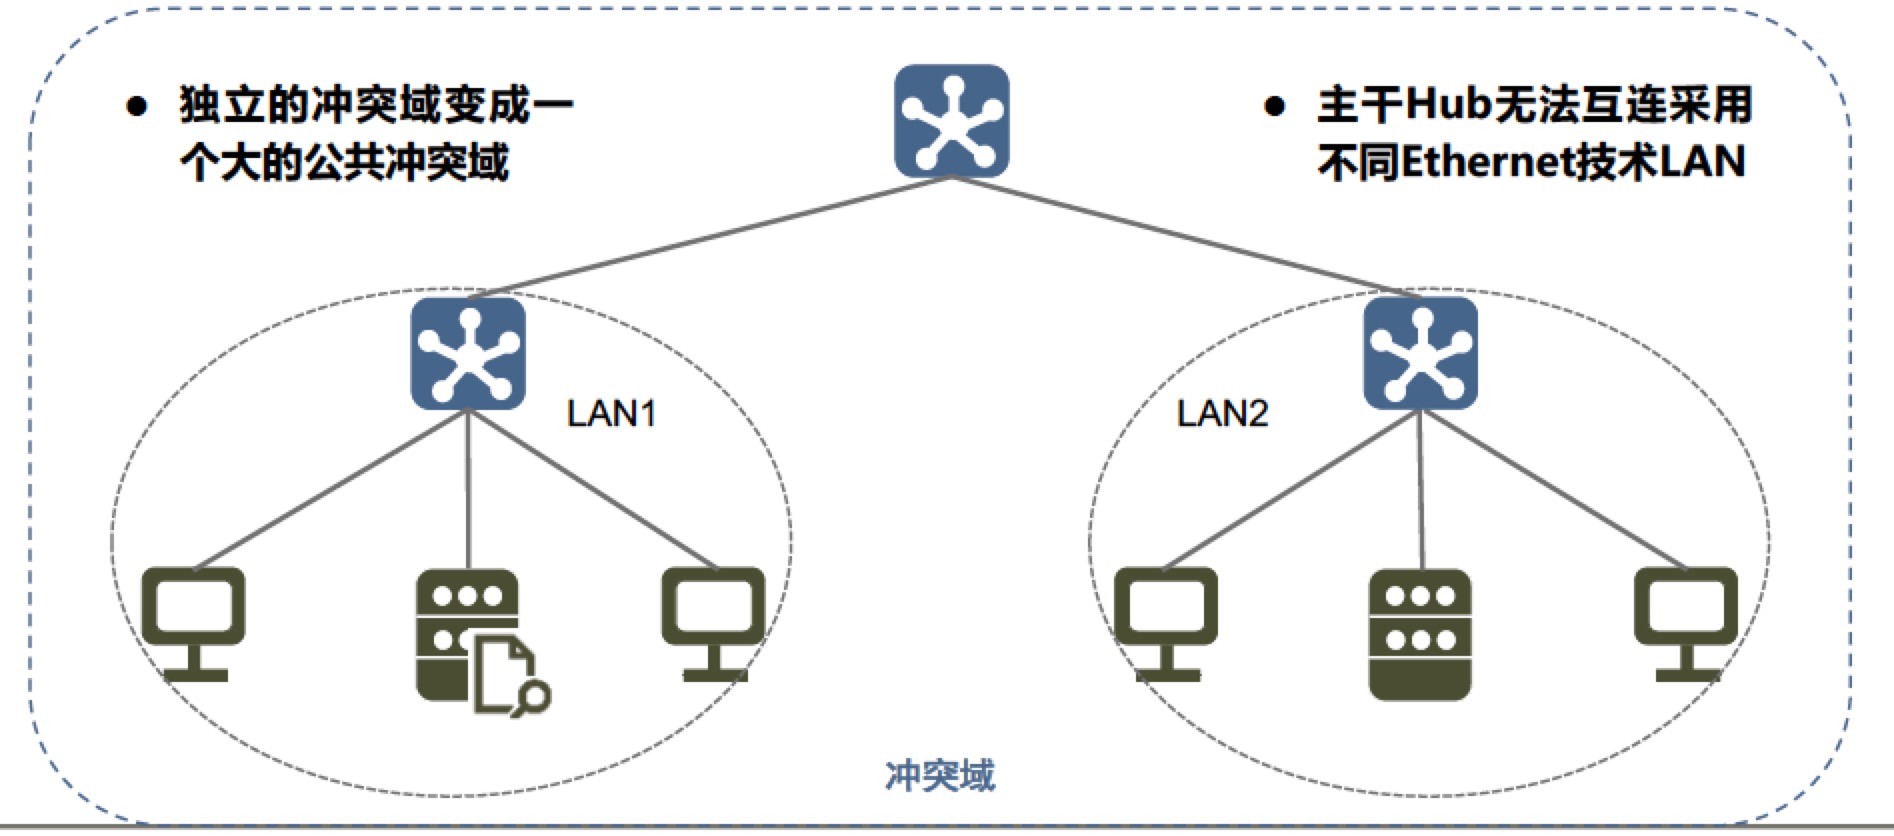 ● 独立的冲突域变成一
个大的公共冲突域
● 主干Hub无法互连采用
不同Ethernet技术LAN
LAN1
LAN2
冲突域